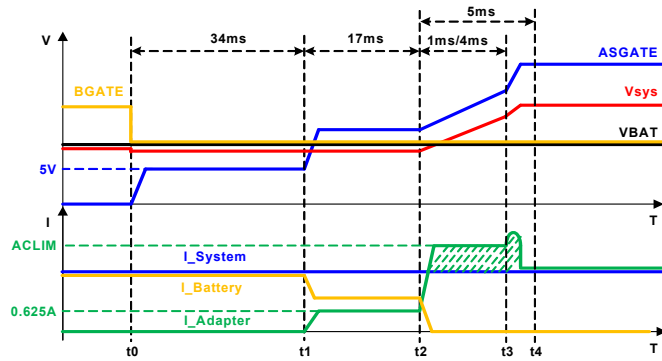 5ms
34ms
17ms
1ms/4ms
V
ASGATE
BGATE
Vsys
VBAT
5V
I
T
ACLIM
I_System
I_Battery
0.625A
I_Adapter
T
t0
t1
t2
t3
t4